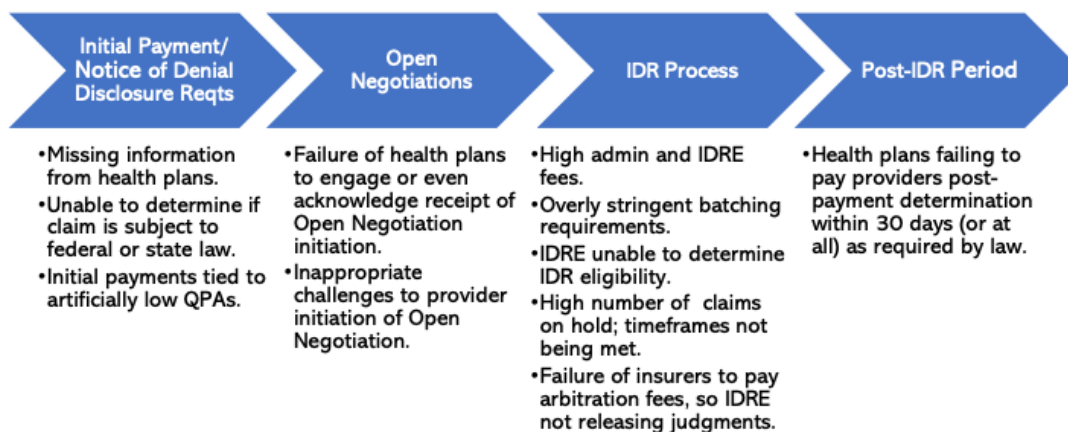 Initial Payment/
Notice of Denial
Disclosure Reqts
Open
Negotiations
IDR Process
Post-IDR Period
•Missing information
from health plans.
•Unable to determine if
claim is subject to
federal or state law.
•Initial payments tied to
artificially low QPAs.
•Failure of health plans
to engage or even
acknowledge receipt of
Open Negotiation
initiation.
•Inappropriate
challenges to provider
initiation of Open
Negotiation.
•High admin and IDRE
fees.
•Overly stringent batching
requirements.
•IDRE unable to determine
IDR eligibility.
•High number of claims
on hold; timeframes not
being met.
•Failure of insurers to pay
arbitration fees, so IDRE
not releasing judgments.
•Health plans failing to
pay providers post-
payment determination
within 30 days (or at
all) as required by law.